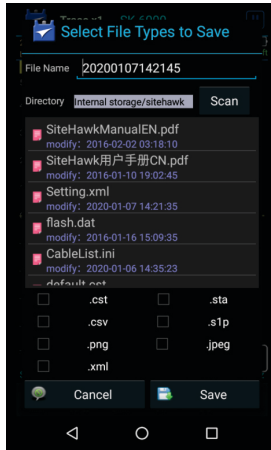 Select File Types to Save
File Name 20200107142145
Directory Internal storage/sitehawk Scan
SiteHawkManualEN.pdf
modify: 2016-02-02 03:18:10
SiteHawk用户手册CN.pdf
modify: 2016-01-10 19:02:45
Setting.xml
modify: 2020-01-07 14:21:35
flash.dat
modify: 2016-01-16 15:09:35
CableList.ini
modify: 2020-01-06 14:35:23
default.cst
.cst .sta
.csv .s1p
.png .jpeg
.xml
Cancel Save